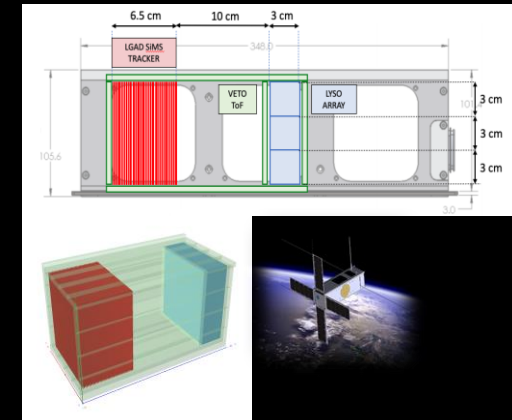 6.5 cm
10 cm
3 cm
348.0
LGAD SiMS
TRACKER
VETO
ToF
LYSO
ARRAY
3 cm
3 cm
3 cm
105.6
3.0